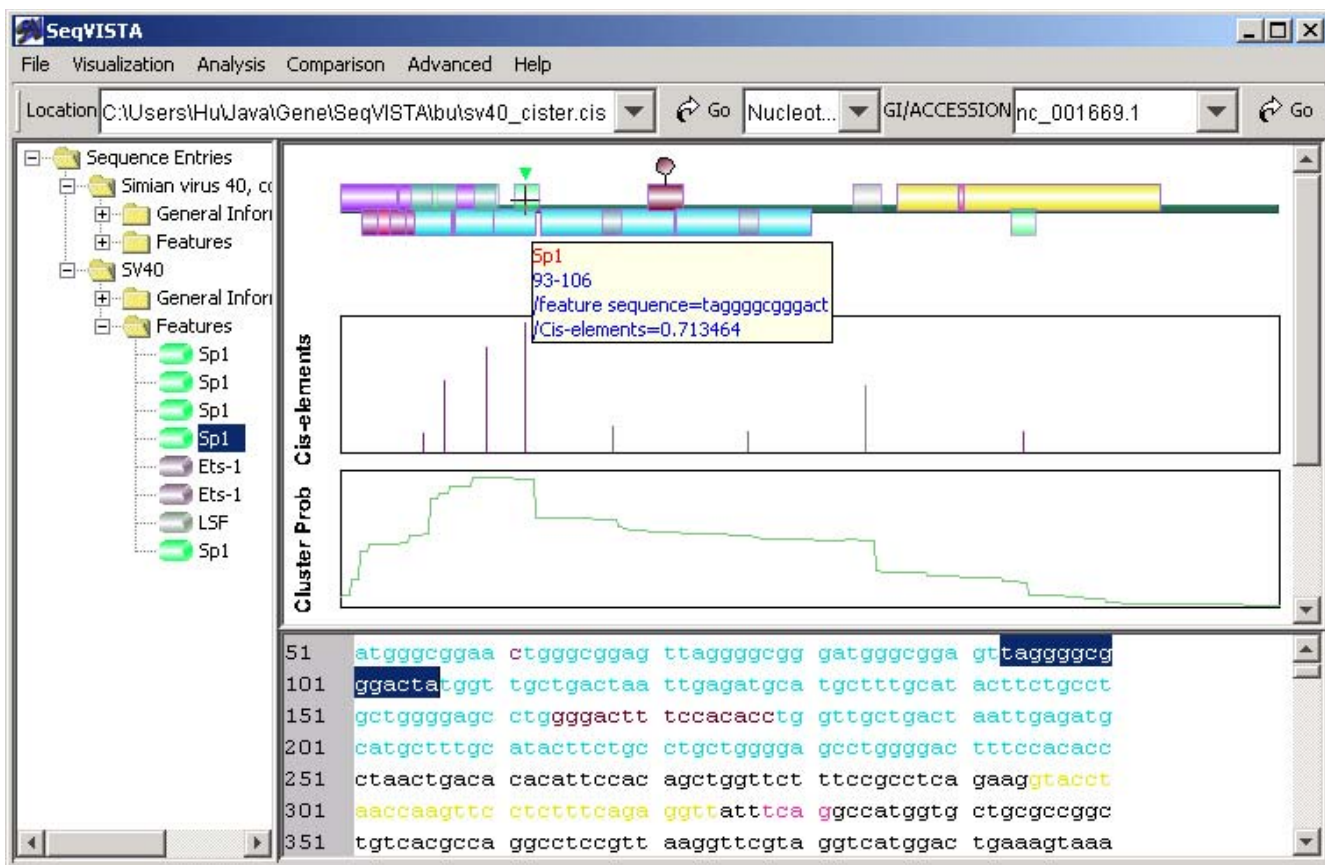 SeqVISTA
File Visualization Analysis Comparison Advanced Help
Location C:\Users\Hu\Java\Gene\SeqVISTA\bu\sv40_cister.cis Go Nucleot... GI/ACCESSION nc_001669.1 Go
Sequence Entries
Simian virus 40, co
General Inforr
Features
SV40
General Inforr
Features
Sp1
Sp1
Sp1
Sp1
Ets-1
Ets-1
LSF
Sp1
Sp1
93-106
/feature sequence=taggggcgggact
/Cis-elements=0.713464
Cis-elements
Cluster Prob
51 atgggcggaa ctgggcggag ttaggggcgg gatgggcgga gttaggggcg
101 ggactatggt tgctgactaa ttgagatgca tgctttgcat acttctgcct
151 gctggggagc ctggggactt tccacacctg gttgctgact aattgagatg
201 catgctttgc atacttctgc ctgctgggga gcctggggac tttccacacc
251 ctaactgaca cacattccac agctggttct ttccgcctca gaaggtacct
301 aaccaagttc ctctttcaga ggttatttca ggccatggtg ctgcgccggc
351 tgtcacgcca ggcctccgtt aaggttcgta ggtcatggac tgaaagtaaa